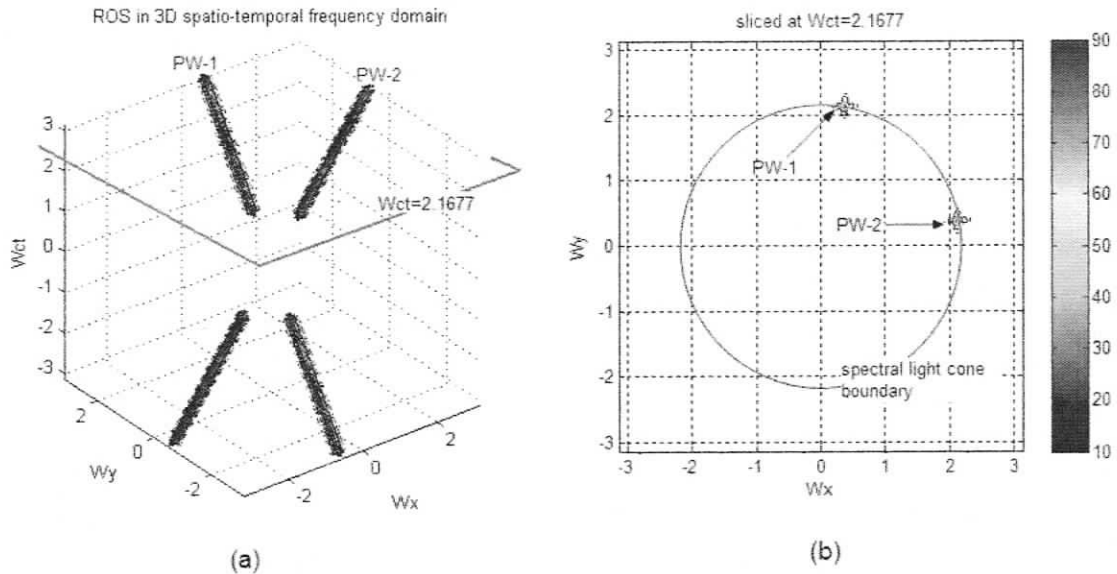 ROS in 3D spatio-temporal frequency domain
PW-1
PW-2
3
2
1
0
-1
-2
-3
Wct
Wct=2.1677
2
0
-2
Wy
-2
0
2
Wx
(a)
sliced at Wct=2.1677
3
2
1
0
-1
-2
-3
Wy
PW-1
PW-2
spectral light cone
boundary
-3
-2
-1
0
1
2
3
Wx
90
80
70
60
50
40
30
20
10
(b)